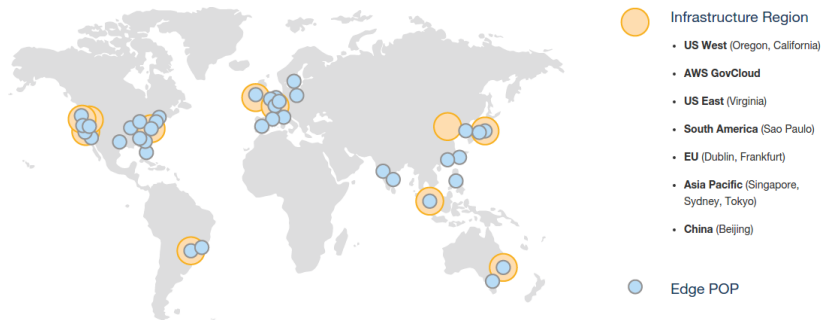 Infrastructure Region
• US West (Oregon, California)
• AWS GovCloud
• US East (Virginia)
• South America (Sao Paulo)
• EU (Dublin, Frankfurt)
• Asia Pacific (Singapore,
Sydney, Tokyo)
• China (Beijing)
Edge POP